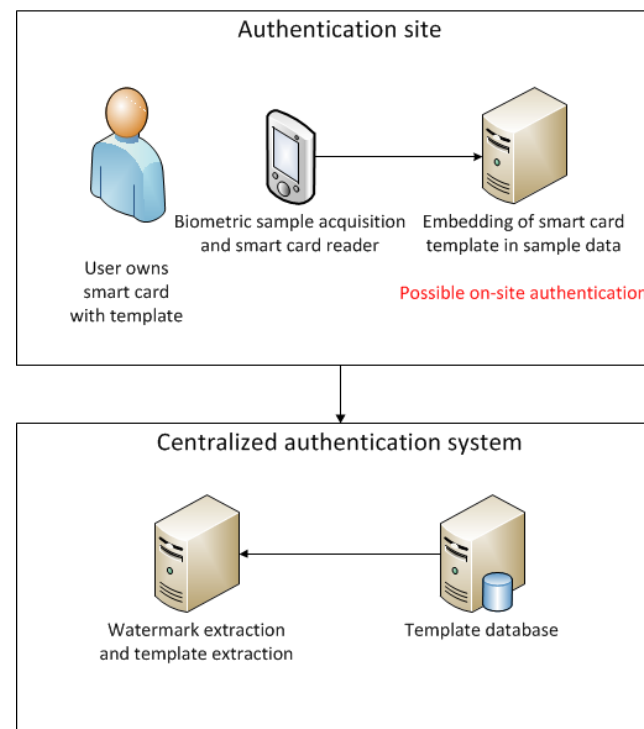 Authentication site
Biometric sample acquisition
and smart card reader
Embedding of smart card
template in sample data
User owns
smart card
with template
Possible on-site authentication
Centralized authentication system
Watermark extraction
and template extraction
Template database